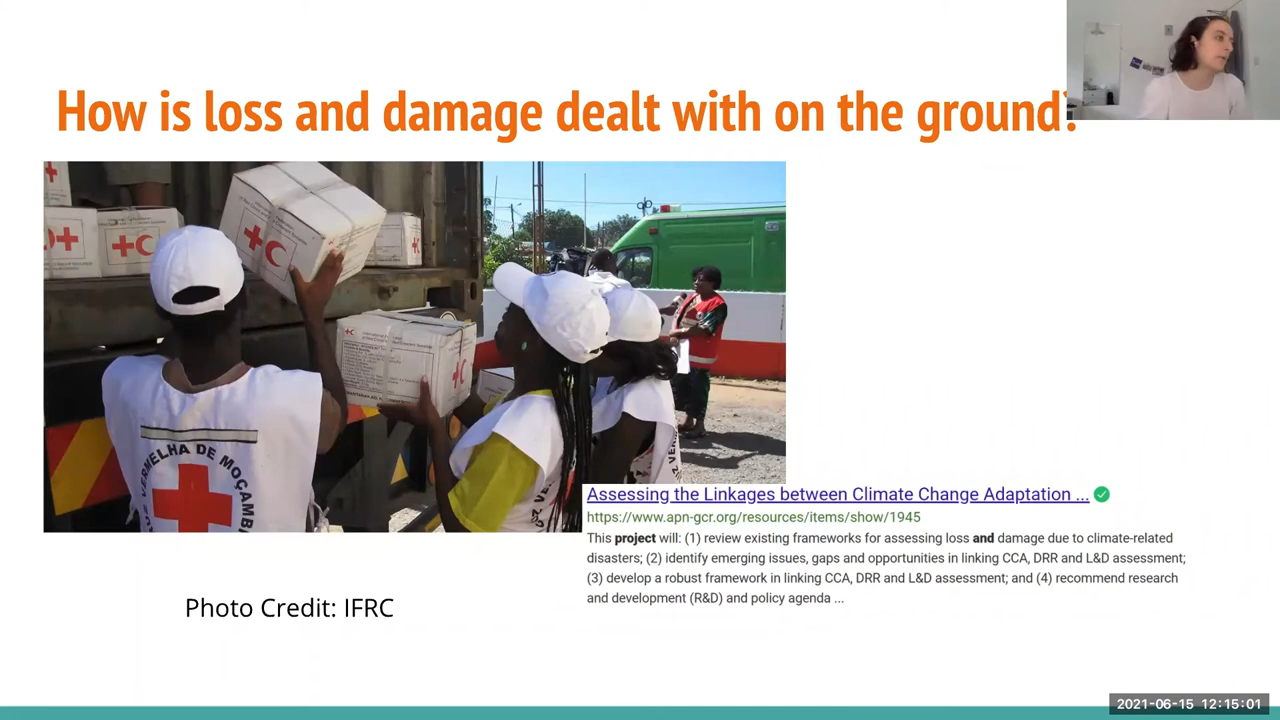 How is loss and damage dealt with on the ground?
VERMELHA DE MOÇAMB
Assessing the Linkages between Climate Change Adaptation ...
https://www.apn-gcr.org/resources/items/show/1945
This project will: (1) review existing frameworks for assessing loss and damage due to climate-related
disasters; (2) identify emerging issues, gaps and opportunities in linking CCA, DRR and L&D assessment;
(3) develop a robust framework in linking CCA, DRR and L&D assessment; and (4) recommend research
and development (R&D) and policy agenda ...
Photo Credit: IFRC
2021-06-15 12:15:01